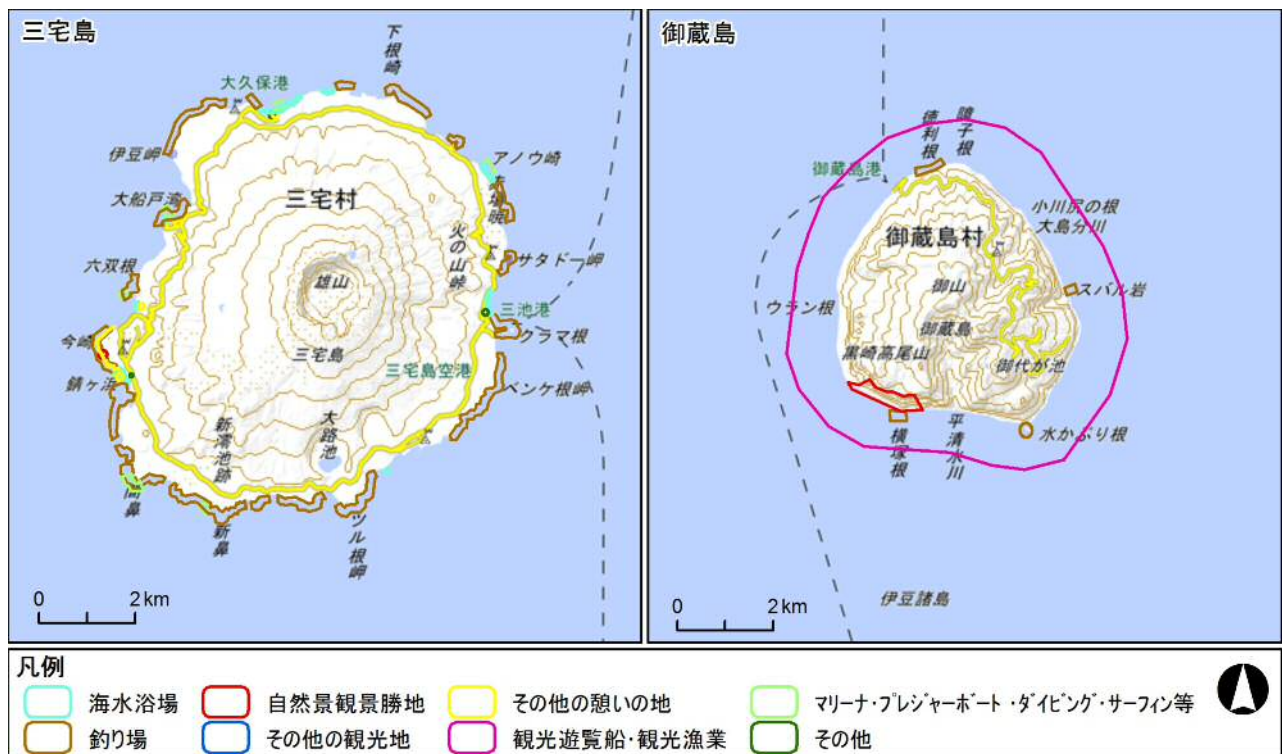 三宅島
下根崎
大久保港
伊豆岬
アノウ崎
大船戸湾
三宅村
火の山峠
サタドー岬
六双根
雄山
三池港
クラマ根
今崎
三宅島
三宅島空港
錆ヶ浜
ベンケ根岬
新澪池跡
大路池
間鼻
新鼻
ツル根岬
0 2km
御蔵島
徳利根
障子根
御蔵島港
小川尻の根
大島分川
御蔵島村
御山
スバル岩
ウラン根
御蔵島
黒崎高尾山
御代が池
水かぶり根
横塚根
平清水川
伊豆諸島
0 2km
凡例
海水浴場
自然景観景勝地
その他の憩いの地
マリーナ・プレジャーボート・ダイビング・サーフィン等
釣り場
その他の観光地
観光遊覧船・観光漁業
その他